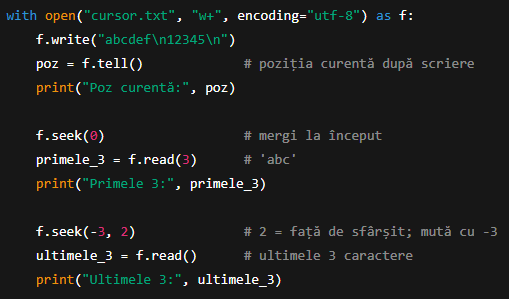 with open("cursor.txt", "w+", encoding="utf-8") as f:
    f.write("abcdef\n12345\n")
    poz = f.tell()             # poziția curentă după scriere
    print("Poz curentă:", poz)

    f.seek(0)                  # mergi la început
    primele_3 = f.read(3)      # 'abc'
    print("Primele 3:", primele_3)

    f.seek(-3, 2)              # 2 = față de sfârșit; mută cu -3
    ultimele_3 = f.read()      # ultimele 3 caractere
    print("Ultimele 3:", ultimele_3)